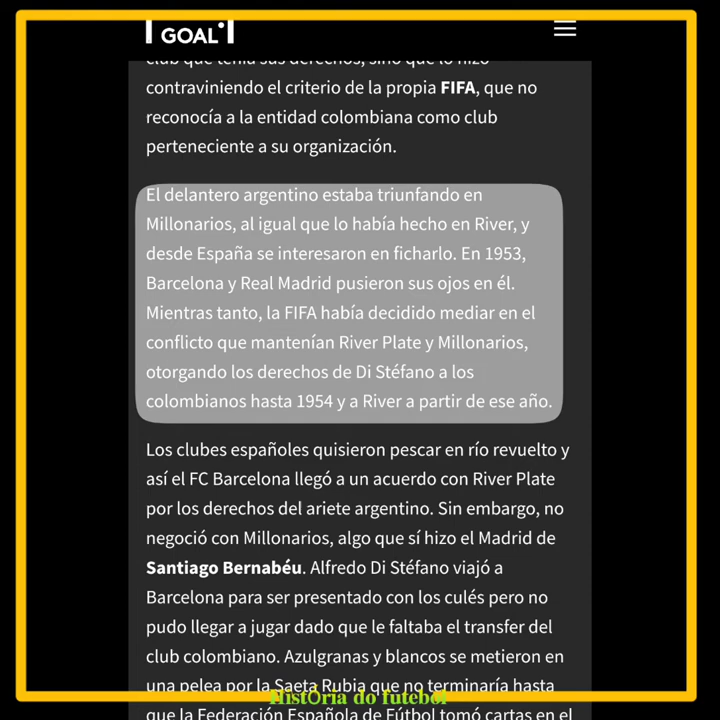 GOAL
club que tenía sus derechos, sino que lo hizo
contraviniendo el criterio de la propia FIFA, que no
reconocía a la entidad colombiana como club
perteneciente a su organización.
El delantero argentino estaba triunfando en
Millonarios, al igual que lo había hecho en River, y
desde España se interesaron en ficharlo. En 1953,
Barcelona y Real Madrid pusieron sus ojos en él.
Mientras tanto, la FIFA había decidido mediar en el
conflicto que mantenían River Plate y Millonarios,
otorgando los derechos de Di Stéfano a los
colombianos hasta 1954 y a River a partir de ese año.
Los clubes españoles quisieron pescar en río revuelto y
así el FC Barcelona llegó a un acuerdo con River Plate
por los derechos del ariete argentino. Sin embargo, no
negoció con Millonarios, algo que sí hizo el Madrid de
Santiago Bernabéu. Alfredo Di Stéfano viajó a
Barcelona para ser presentado con los culés pero no
pudo llegar a jugar dado que le faltaba el transfer del
club colombiano. Azulgranas y blancos se metieron en
una pelea por la Saeta Rubia que no terminaría hasta
HistÓria do futebol
que la Federación Española de Fútbol tomó cartas en el